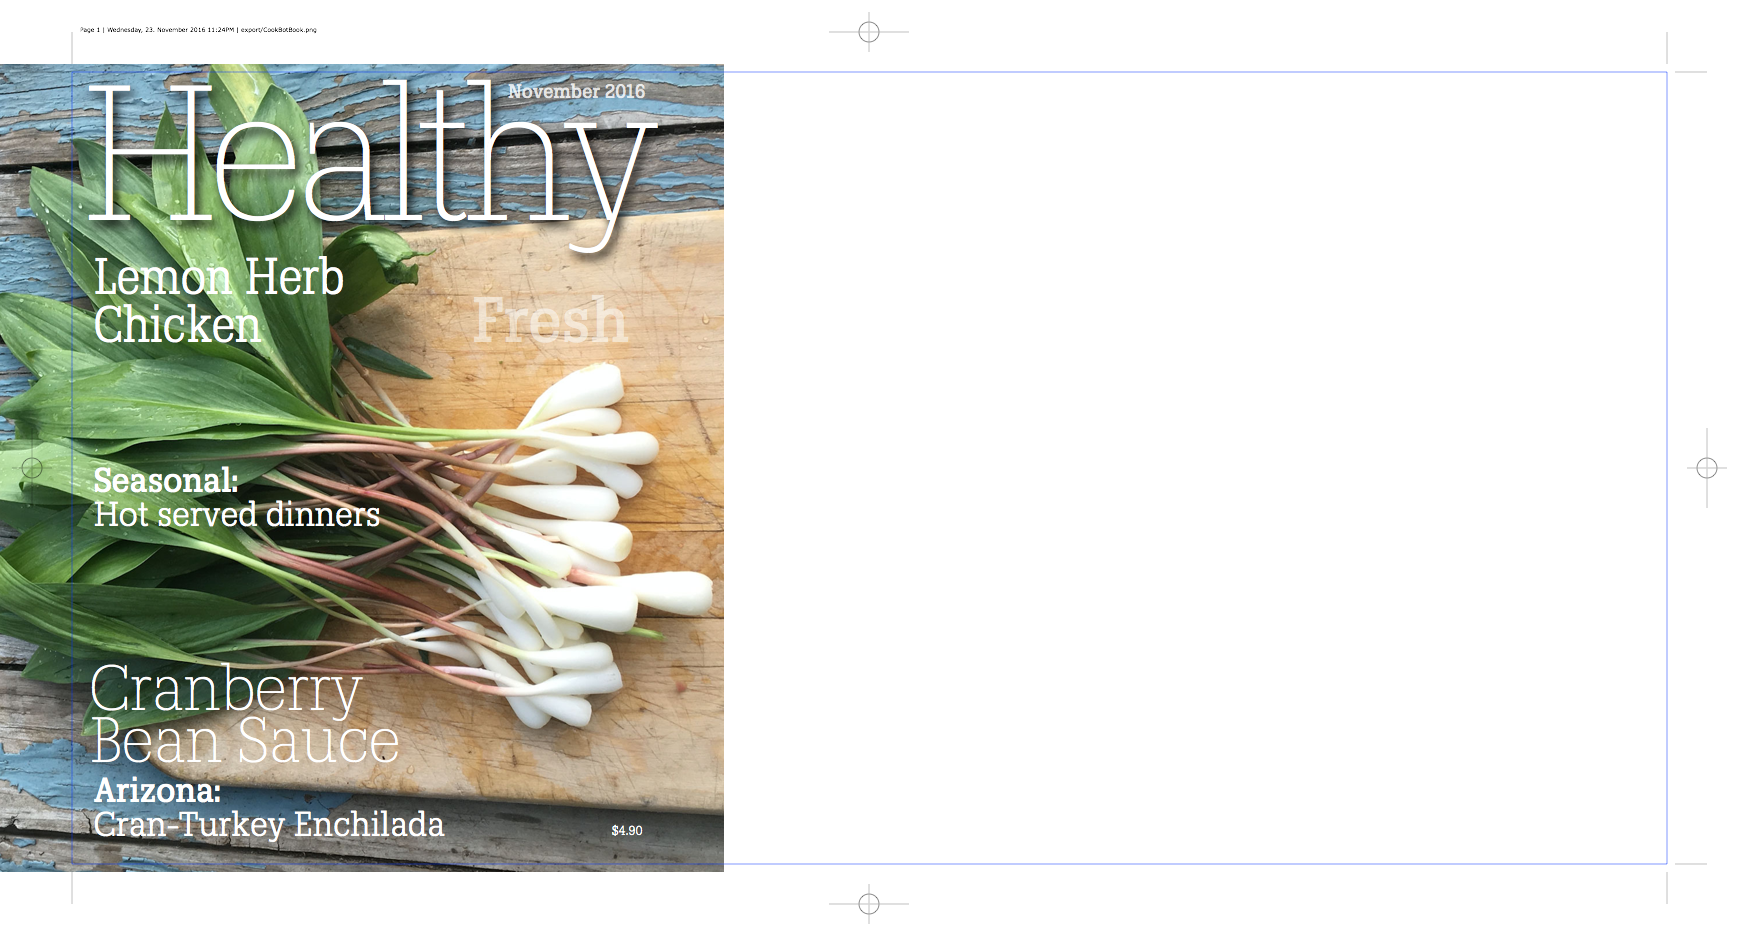 Page 1 | Wednesday, 23. November 2016 11:24PM | export/CookBotBook.png
November 2016
Healthy
Lemon Herb
Chicken
Fresh
Seasonal:
Hot served dinners
Cranberry
Bean Sauce
Arizona:
Cran-Turkey Enchilada
$4.90